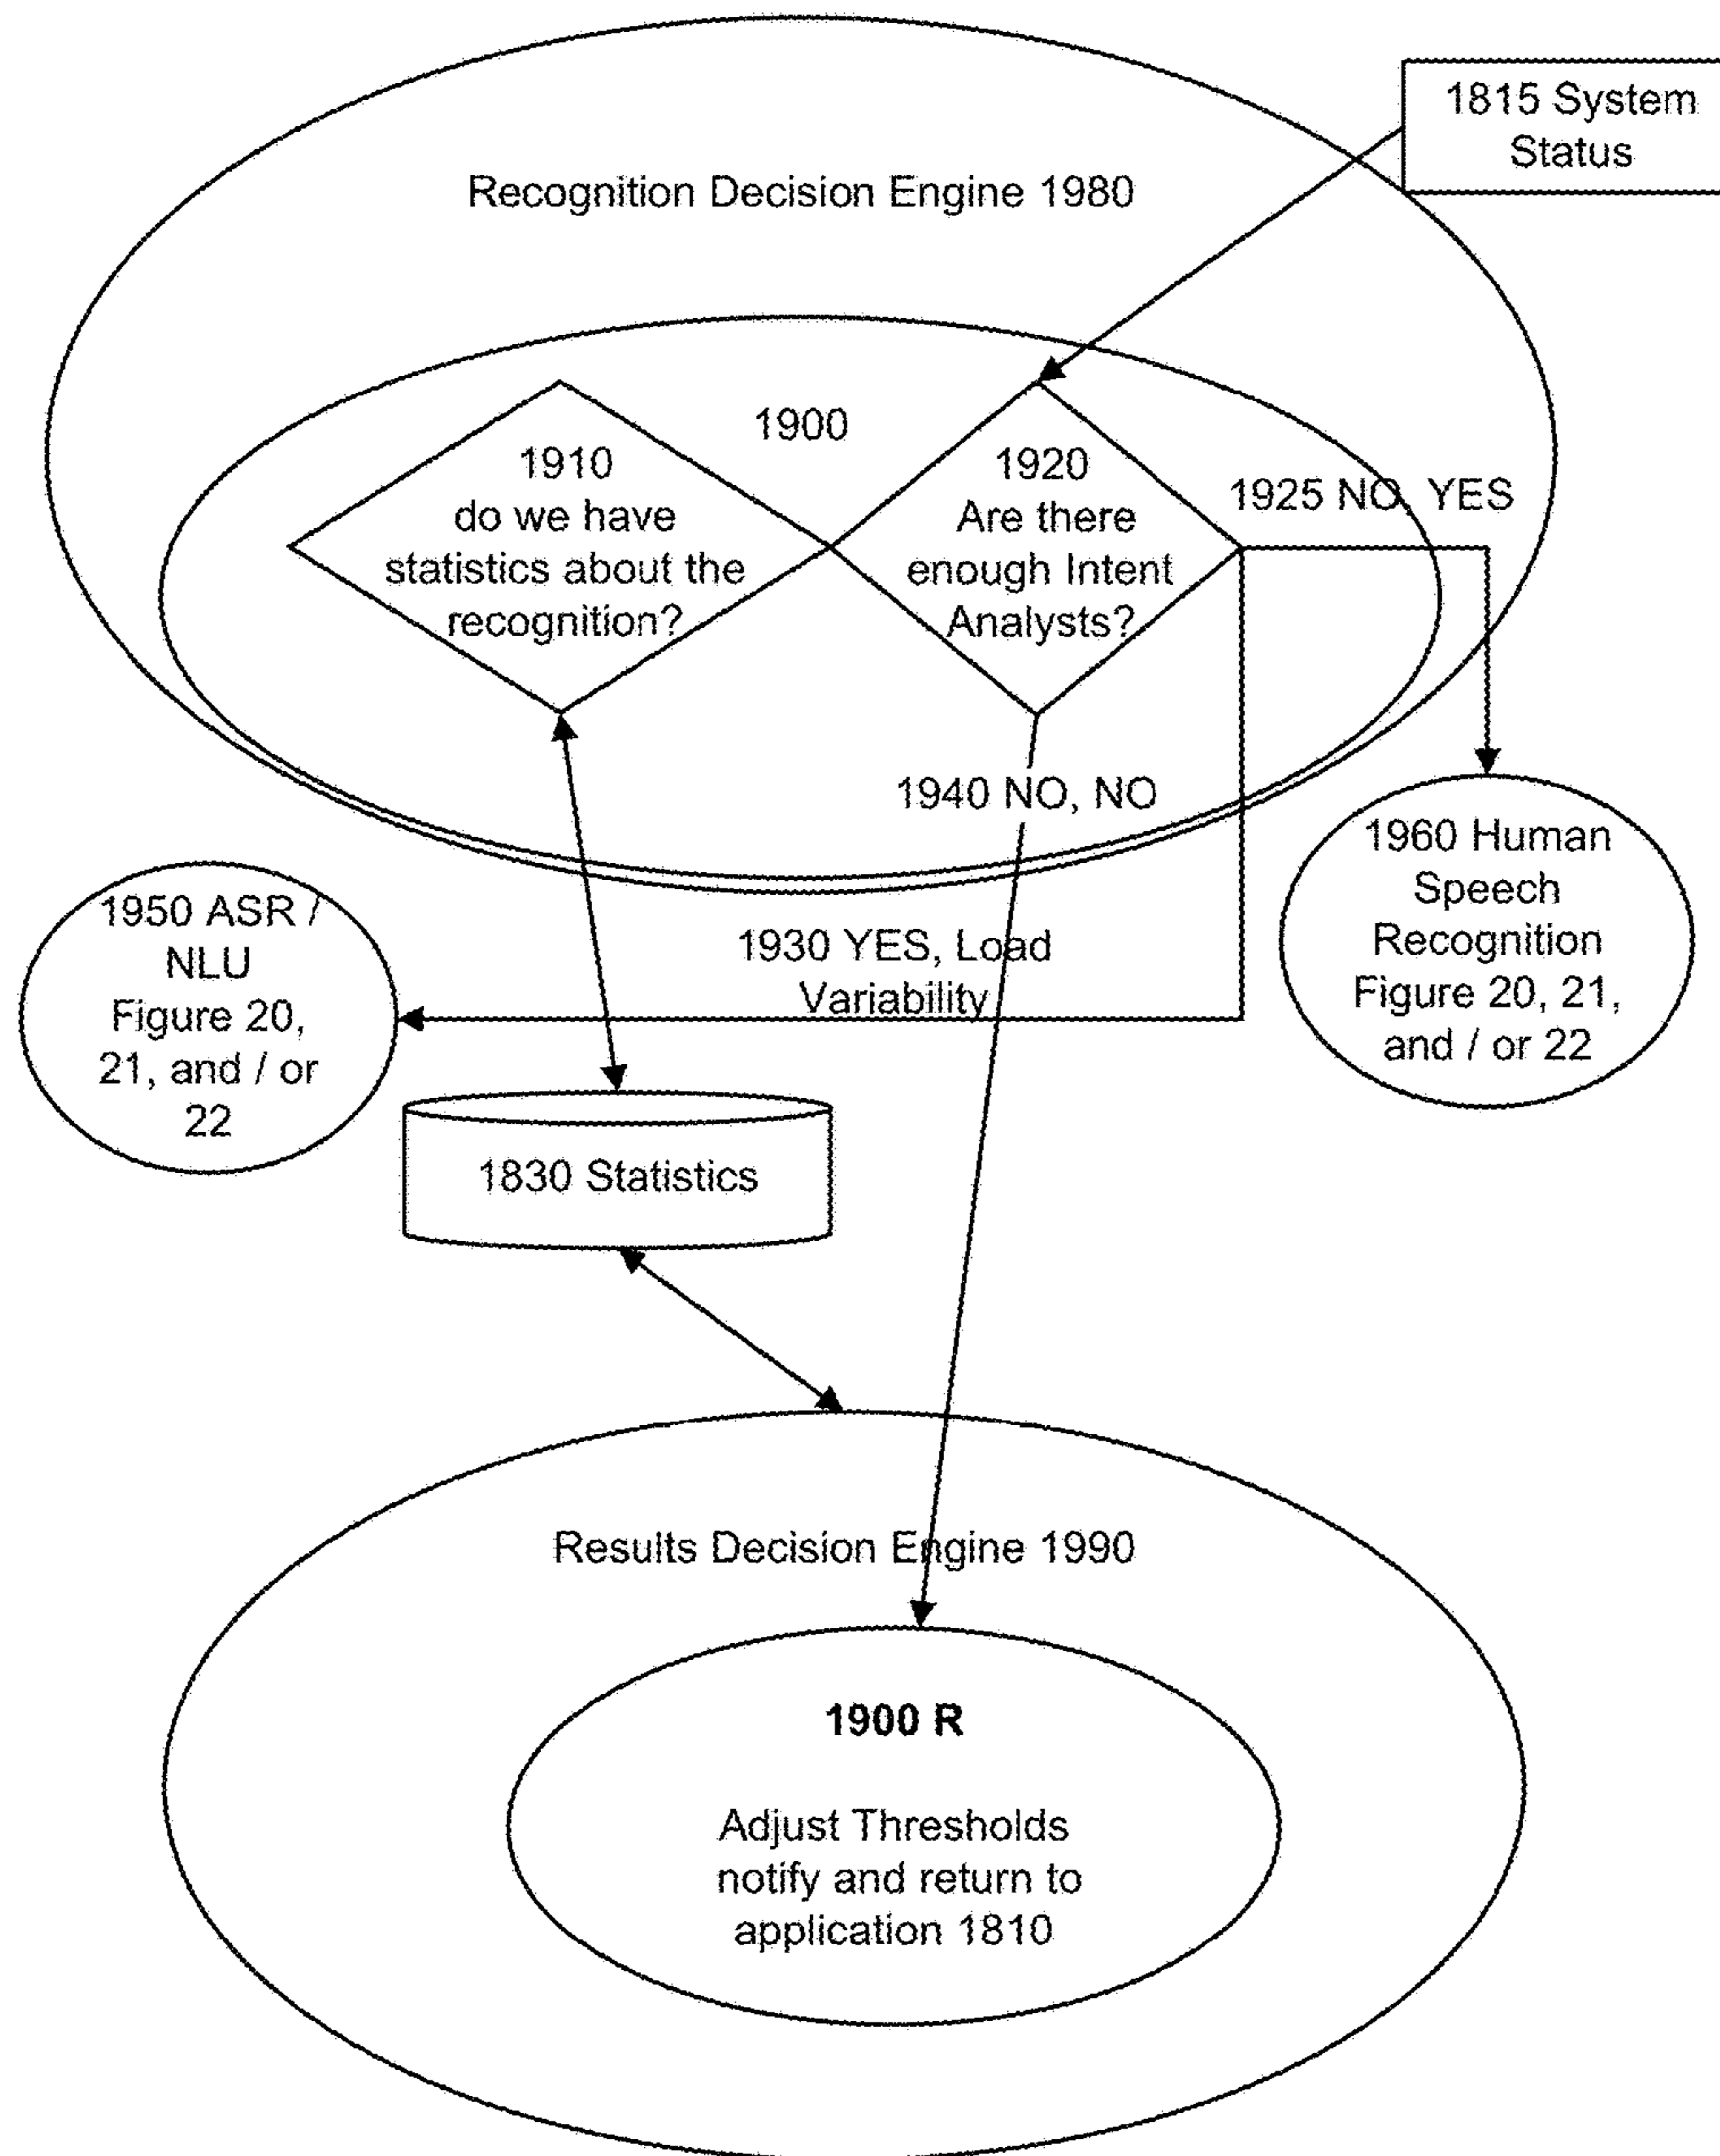 1815 System
Status
Recognition Decision Engine 1980
1900
1910
do we have
statistics about the
recognition?
1920
Are there
enough Intent
Analysts?
1925 NO, YES
1940 NO, NO
1960 Human
Speech
Recognition
Figure 20, 21,
and / or 22
1950 ASR /
NLU
Figure 20,
21, and / or
22
1930 YES, Load
Variability
1830 Statistics
Results Decision Engine 1990
1900 R
Adjust Thresholds
notify and return to
application 1810